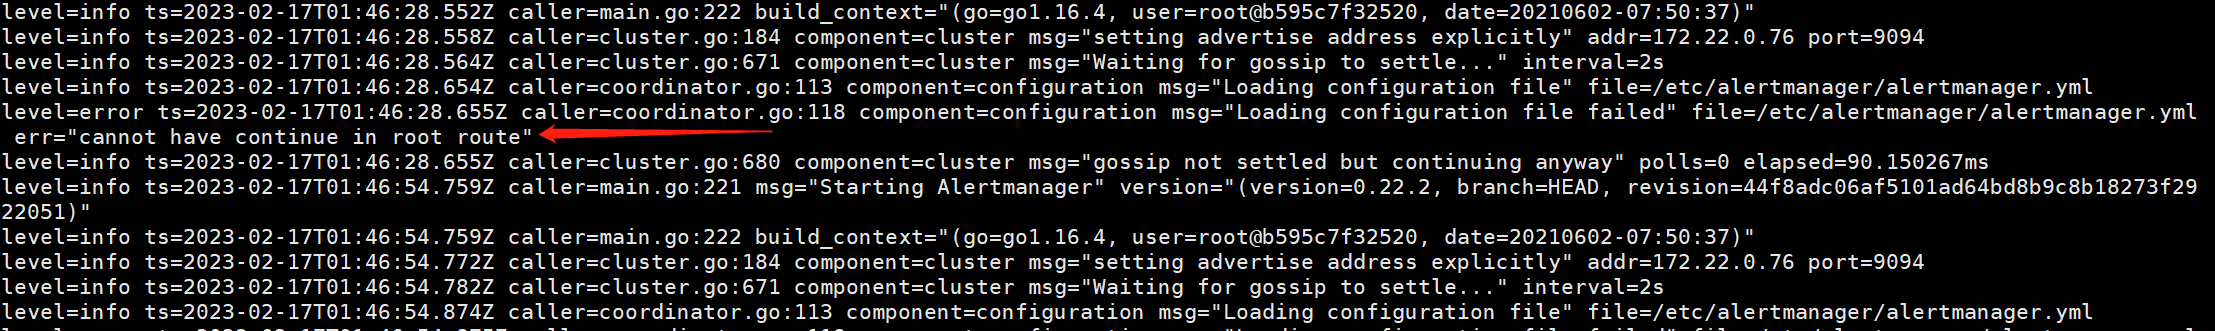 level=info ts=2023-02-17T01:46:28.552Z caller=main.go:222 build_context="(go=go1.16.4, user=root@b595c7f32520, date=20210602-07:50:37)"
level=info ts=2023-02-17T01:46:28.558Z caller=cluster.go:184 component=cluster msg="setting advertise address explicitly" addr=172.22.0.76 port=9094
level=info ts=2023-02-17T01:46:28.564Z caller=cluster.go:671 component=cluster msg="Waiting for gossip to settle..." interval=2s
level=info ts=2023-02-17T01:46:28.654Z caller=coordinator.go:113 component=configuration msg="Loading configuration file" file=/etc/alertmanager/alertmanager.yml
level=error ts=2023-02-17T01:46:28.655Z caller=coordinator.go:118 component=configuration msg="Loading configuration file failed" file=/etc/alertmanager/alertmanager.yml
 err="cannot have continue in root route"
level=info ts=2023-02-17T01:46:28.655Z caller=cluster.go:680 component=cluster msg="gossip not settled but continuing anyway" polls=0 elapsed=90.150267ms
level=info ts=2023-02-17T01:46:54.759Z caller=main.go:221 msg="Starting Alertmanager" version="(version=0.22.2, branch=HEAD, revision=44f8adc06af5101ad64bd8b9c8b18273f29
22051)"
level=info ts=2023-02-17T01:46:54.759Z caller=main.go:222 build_context="(go=go1.16.4, user=root@b595c7f32520, date=20210602-07:50:37)"
level=info ts=2023-02-17T01:46:54.772Z caller=cluster.go:184 component=cluster msg="setting advertise address explicitly" addr=172.22.0.76 port=9094
level=info ts=2023-02-17T01:46:54.782Z caller=cluster.go:671 component=cluster msg="Waiting for gossip to settle..." interval=2s
level=info ts=2023-02-17T01:46:54.874Z caller=coordinator.go:113 component=configuration msg="Loading configuration file" file=/etc/alertmanager/alertmanager.yml